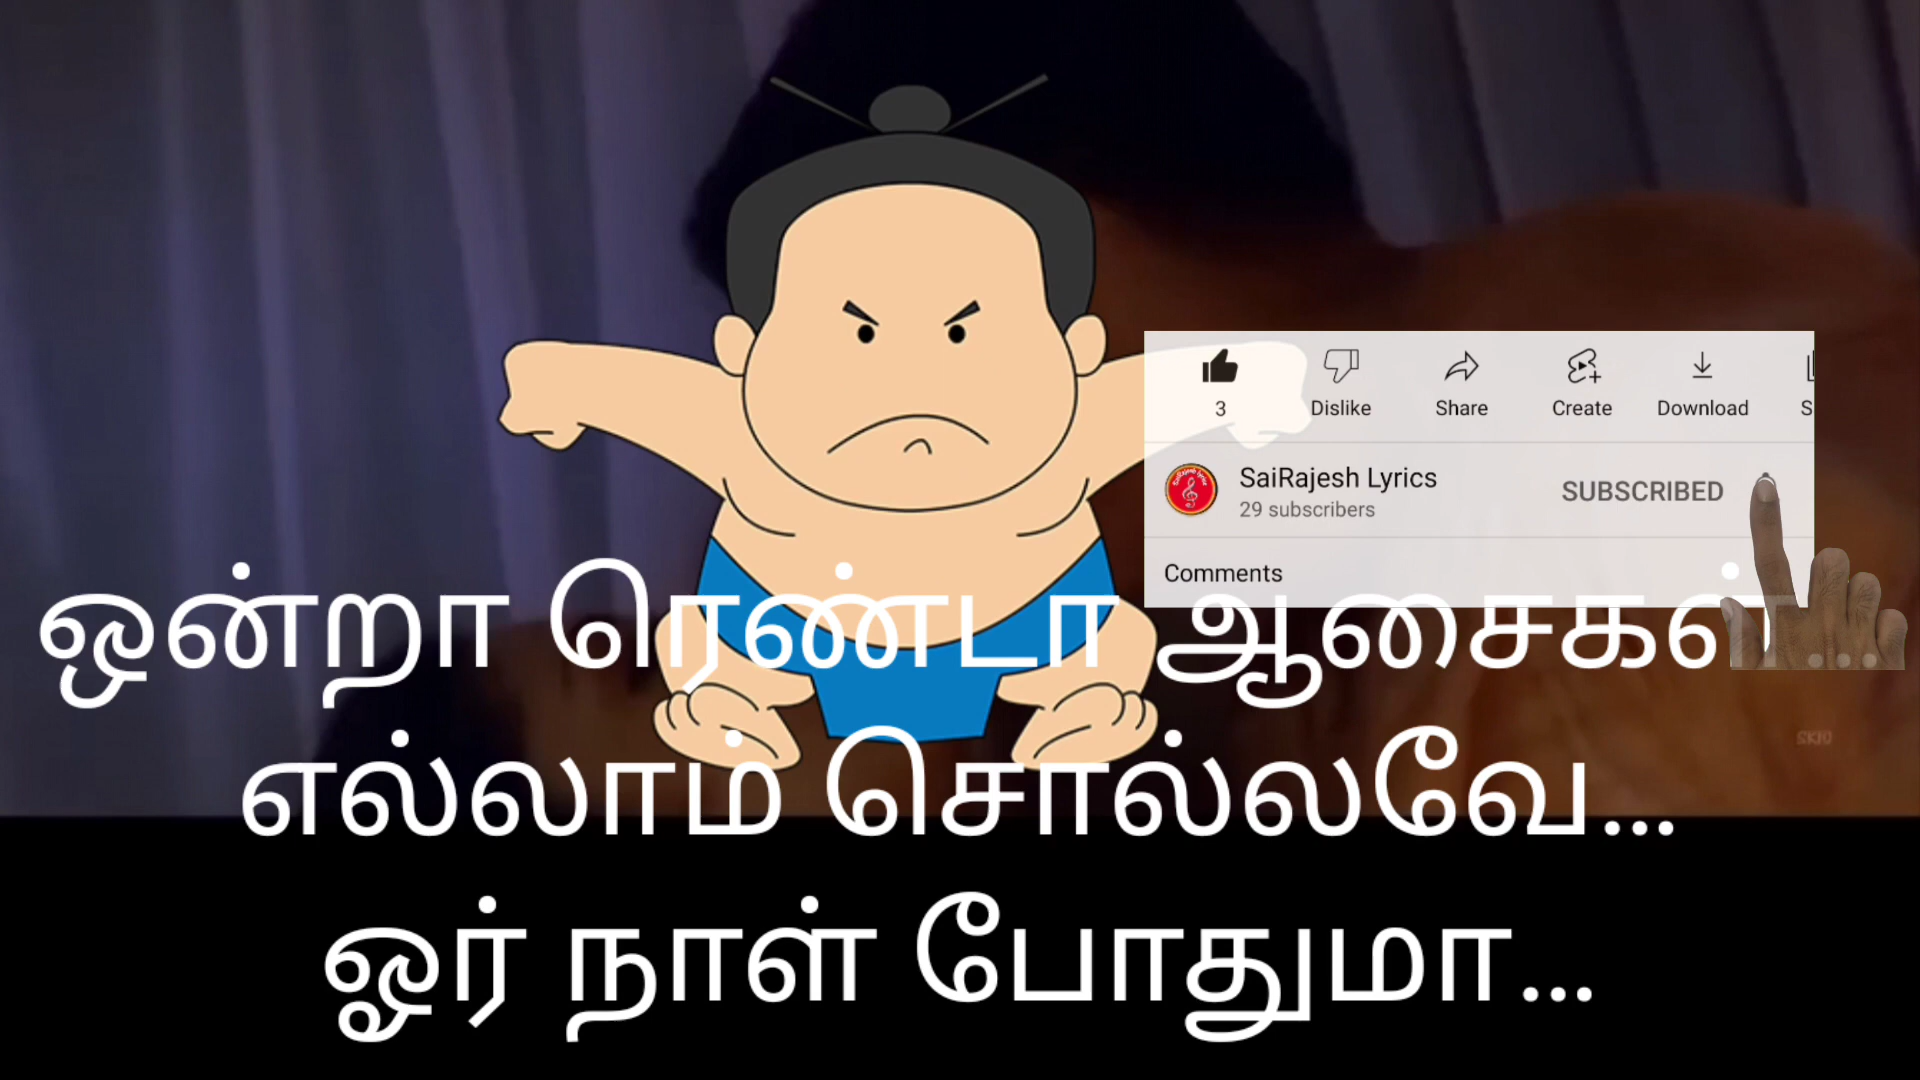 3
Dislike
Share
Create
Download
S
SaiRajesh Lyrics
29 subscribers
SUBSCRIBED
Comments
ஒன்றா ரெண்டா ஆசைகள்...
எல்லாம் சொல்லவே...
ஓர் நாள் போதுமா...